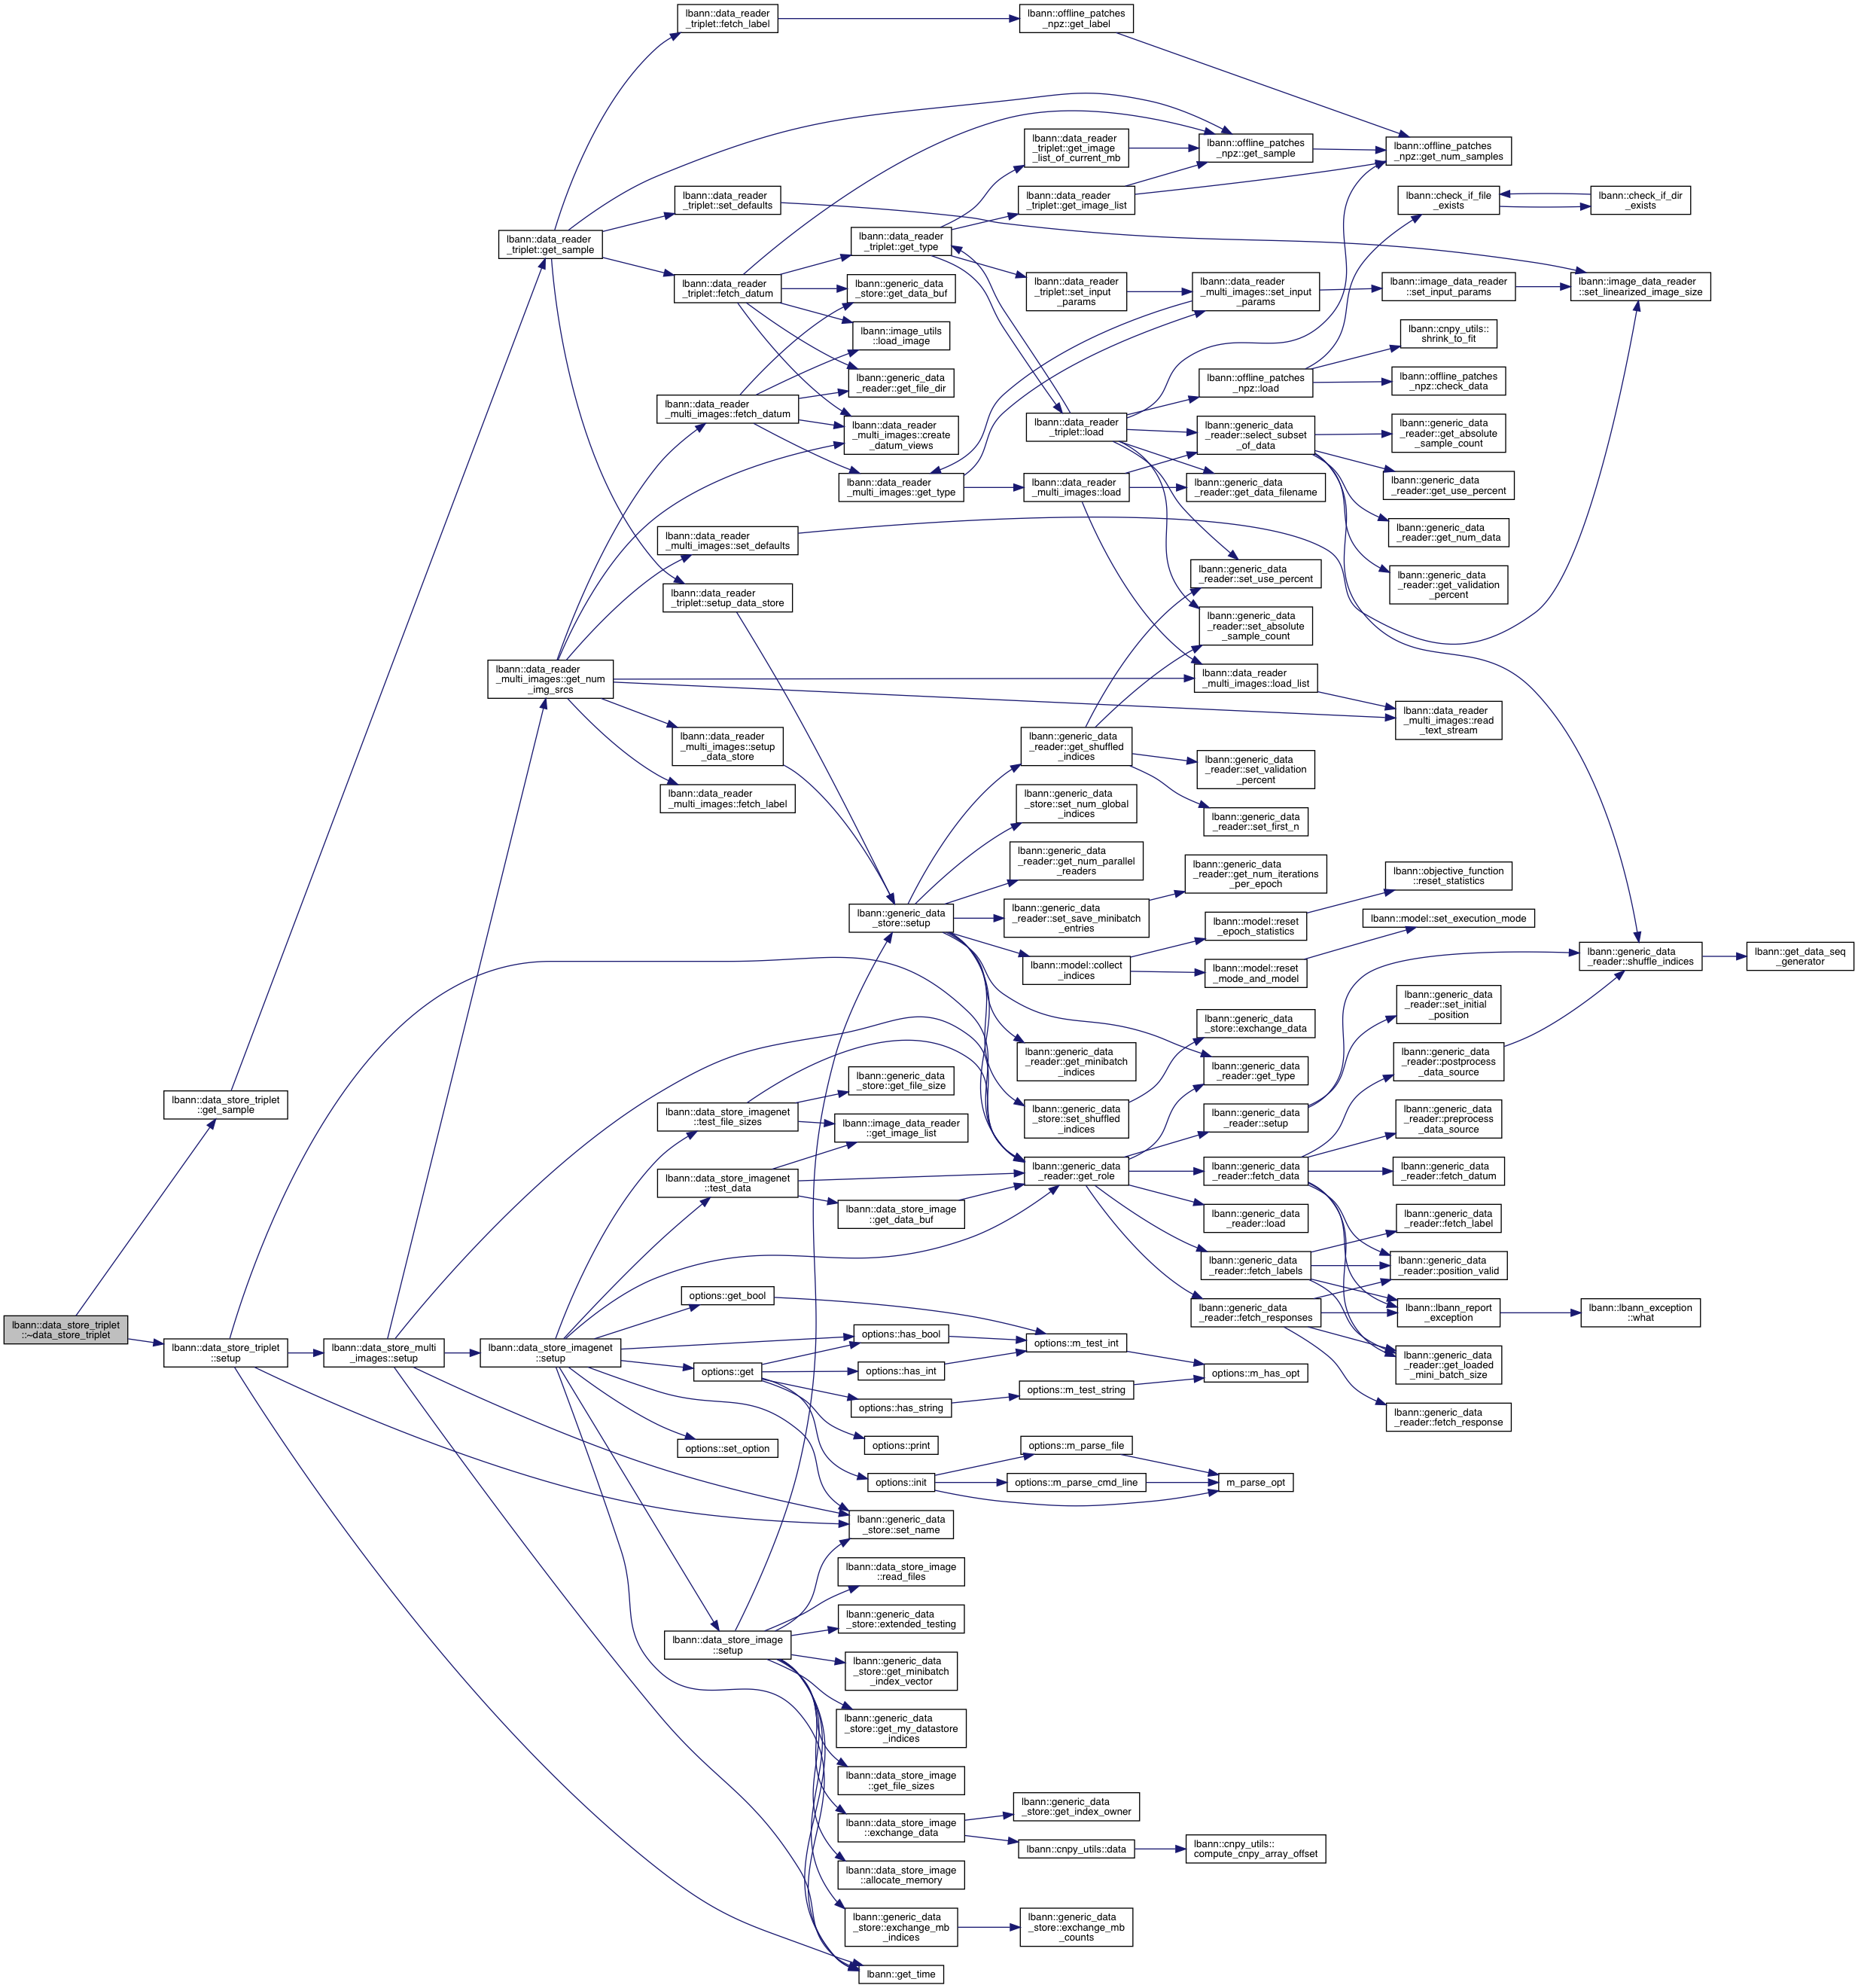 lbann::data_store_triplet
::~data_store_triplet
lbann::data_store_triplet
::get_sample
lbann::data_store_triplet
::setup
lbann::data_store_multi
_images::setup
lbann::data_reader
_triplet::get_sample
lbann::data_reader
_multi_images::get_num
_img_srcs
lbann::data_store_imagenet
::setup
lbann::data_reader
_triplet::fetch_label
lbann::data_reader
_triplet::set_defaults
lbann::data_reader
_triplet::fetch_datum
lbann::data_reader
_multi_images::fetch_datum
lbann::data_reader
_multi_images::set_defaults
lbann::data_reader
_triplet::setup_data_store
lbann::data_reader
_multi_images::setup
_data_store
lbann::data_reader
_multi_images::fetch_label
lbann::data_store_imagenet
::test_file_sizes
lbann::data_store_imagenet
::test_data
options::get_bool
options::get
options::set_option
lbann::data_store_image
::setup
lbann::data_reader
_triplet::get_type
lbann::generic_data
_store::get_data_buf
lbann::image_utils
::load_image
lbann::generic_data
_reader::get_file_dir
lbann::data_reader
_multi_images::create
_datum_views
lbann::data_reader
_multi_images::get_type
lbann::generic_data
_store::setup
lbann::generic_data
_store::get_file_size
lbann::image_data_reader
::get_image_list
lbann::data_store_image
::get_data_buf
options::has_bool
options::has_int
options::has_string
options::print
options::init
lbann::generic_data
_store::set_name
lbann::data_store_image
::read_files
lbann::generic_data
_store::extended_testing
lbann::generic_data
_store::get_minibatch
_index_vector
lbann::generic_data
_store::get_my_datastore
_indices
lbann::data_store_image
::get_file_sizes
lbann::data_store_image
::exchange_data
lbann::data_store_image
::allocate_memory
lbann::generic_data
_store::exchange_mb
_indices
lbann::get_time
lbann::offline_patches
_npz::get_label
lbann::data_reader
_triplet::get_image
_list_of_current_mb
lbann::data_reader
_triplet::get_image_list
lbann::data_reader
_triplet::set_input
_params
lbann::data_reader
_triplet::load
lbann::data_reader
_multi_images::load
lbann::generic_data
_reader::get_shuffled
_indices
lbann::generic_data
_store::set_num_global
_indices
lbann::generic_data
_reader::get_num_parallel
_readers
lbann::generic_data
_reader::set_save_minibatch
_entries
lbann::model::collect
_indices
lbann::generic_data
_reader::get_minibatch
_indices
lbann::generic_data
_store::set_shuffled
_indices
lbann::generic_data
_reader::get_role
options::m_test_int
options::m_test_string
options::m_parse_file
options::m_parse_cmd_line
lbann::generic_data
_store::get_index_owner
lbann::cnpy_utils::data
lbann::generic_data
_store::exchange_mb
_counts
lbann::offline_patches
_npz::get_sample
lbann::data_reader
_multi_images::set_input
_params
lbann::offline_patches
_npz::load
lbann::generic_data
_reader::select_subset
_of_data
lbann::generic_data
_reader::get_data_filename
lbann::generic_data
_reader::set_use_percent
lbann::generic_data
_reader::set_absolute
_sample_count
lbann::data_reader
_multi_images::load_list
lbann::generic_data
_reader::set_validation
_percent
lbann::generic_data
_reader::set_first_n
lbann::generic_data
_reader::get_num_iterations
_per_epoch
lbann::model::reset
_epoch_statistics
lbann::model::reset
_mode_and_model
lbann::generic_data
_store::exchange_data
lbann::generic_data
_reader::get_type
lbann::generic_data
_reader::setup
lbann::generic_data
_reader::fetch_data
lbann::generic_data
_reader::load
lbann::generic_data
_reader::fetch_labels
lbann::generic_data
_reader::fetch_responses
options::m_has_opt
m_parse_opt
lbann::cnpy_utils::
compute_cnpy_array_offset
lbann::offline_patches
_npz::get_num_samples
lbann::check_if_file
_exists
lbann::image_data_reader
::set_input_params
lbann::cnpy_utils::
shrink_to_fit
lbann::offline_patches
_npz::check_data
lbann::generic_data
_reader::get_absolute
_sample_count
lbann::generic_data
_reader::get_use_percent
lbann::generic_data
_reader::get_num_data
lbann::generic_data
_reader::get_validation
_percent
lbann::data_reader
_multi_images::read
_text_stream
lbann::objective_function
::reset_statistics
lbann::model::set_execution_mode
lbann::generic_data
_reader::set_initial
_position
lbann::generic_data
_reader::postprocess
_data_source
lbann::generic_data
_reader::preprocess
_data_source
lbann::generic_data
_reader::fetch_datum
lbann::generic_data
_reader::fetch_label
lbann::generic_data
_reader::position_valid
lbann::lbann_report
_exception
lbann::generic_data
_reader::get_loaded
_mini_batch_size
lbann::generic_data
_reader::fetch_response
lbann::check_if_dir
_exists
lbann::image_data_reader
::set_linearized_image_size
lbann::generic_data
_reader::shuffle_indices
lbann::lbann_exception
::what
lbann::get_data_seq
_generator